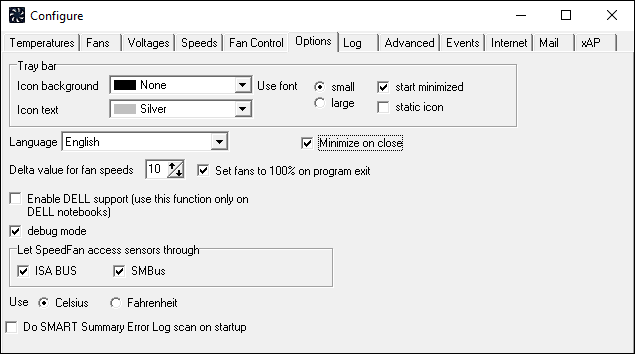 Configure
Temperatures Fans Voltages Speeds Fan Control Options Log Advanced Events Internet Mail xAP
Tray bar
Icon background None Use font small start minimized
large
Icon text Silver static icon
Language English Minimize on close
Delta value for fan speeds 10 Set fans to 100% on program exit
Enable DELL support (use this function only on
DELL notebooks)
debug mode
Let SpeedFan access sensors through
ISA BUS SMBus
Use Celsius Fahrenheit
Do SMART Summary Error Log scan on startup